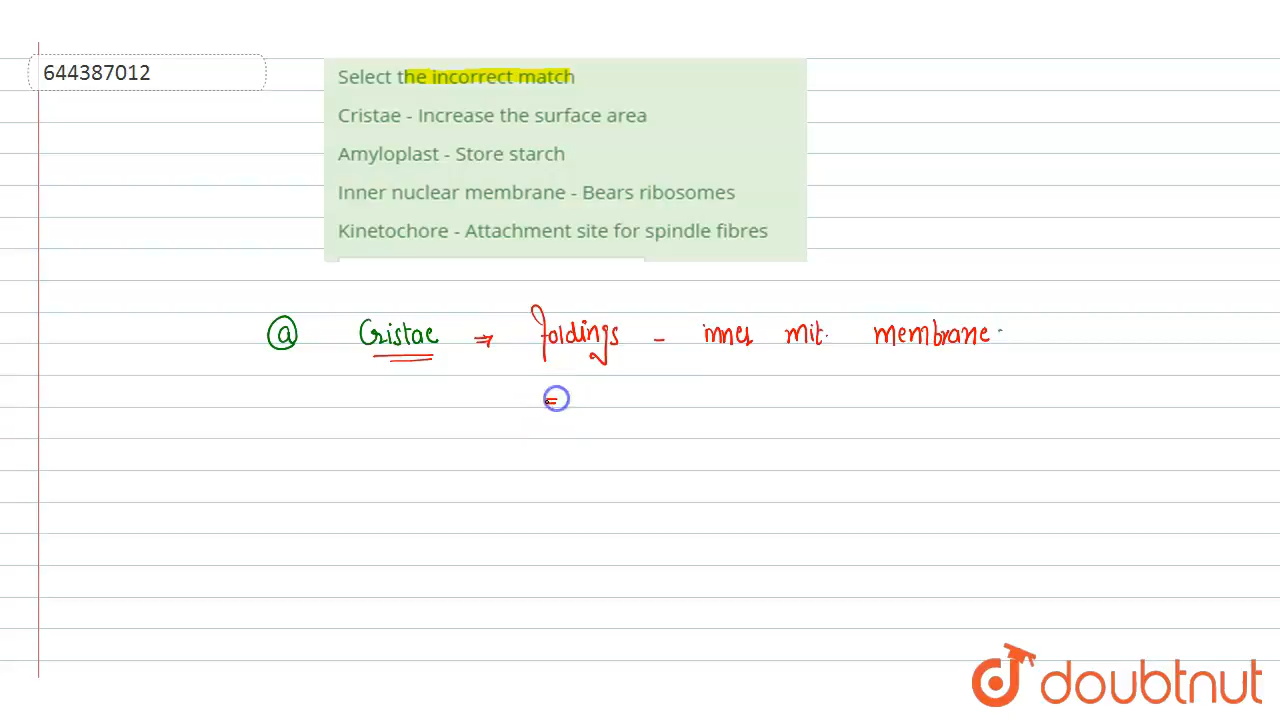 644387012
Select the incorrect match
Cristae - Increase the surface area
Amyloplast - Store starch
Inner nuclear membrane - Bears ribosomes
Kinetochore - Attachment site for spindle fibres
ⓐ Cristae ⇒ foldings - inner mit. membrane.
=
doubtnut